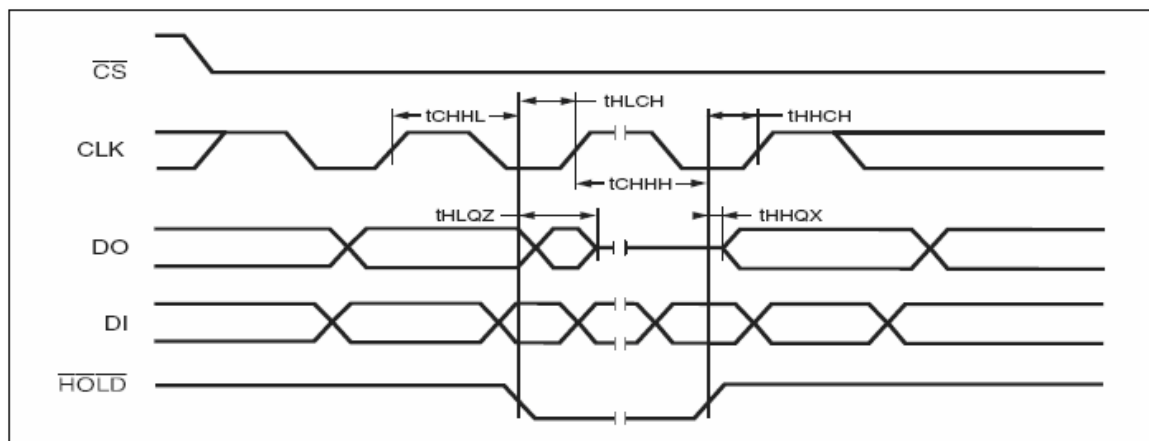 CS
tHLCH
tCHHL
tHHCH
CLK
tCHHH
tHLQZ
tHHQX
DO
DI
HOLD